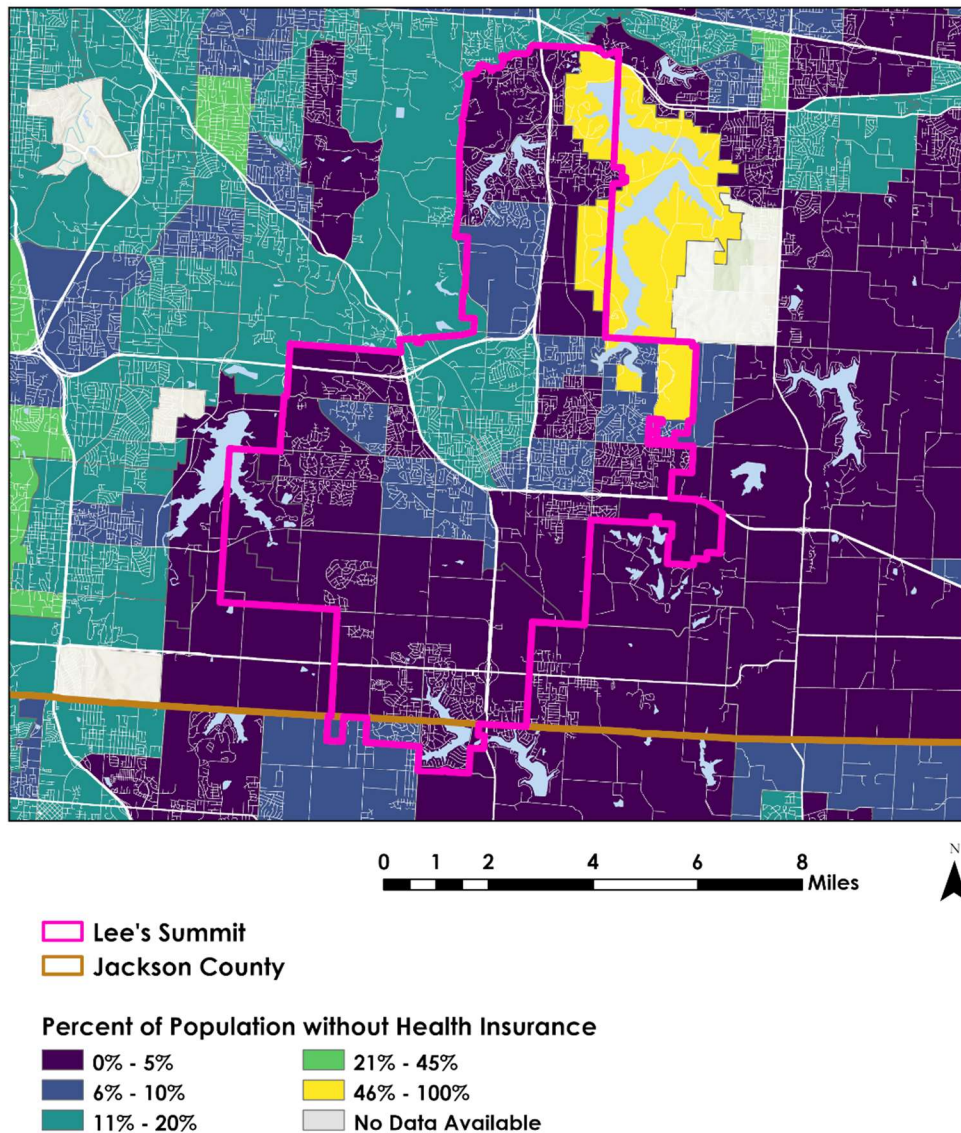 0 1 2 4 6 8
Miles
N
Lee's Summit
Jackson County
Percent of Population without Health Insurance
0% - 5%
21% - 45%
6% - 10%
46% - 100%
11% - 20%
No Data Available